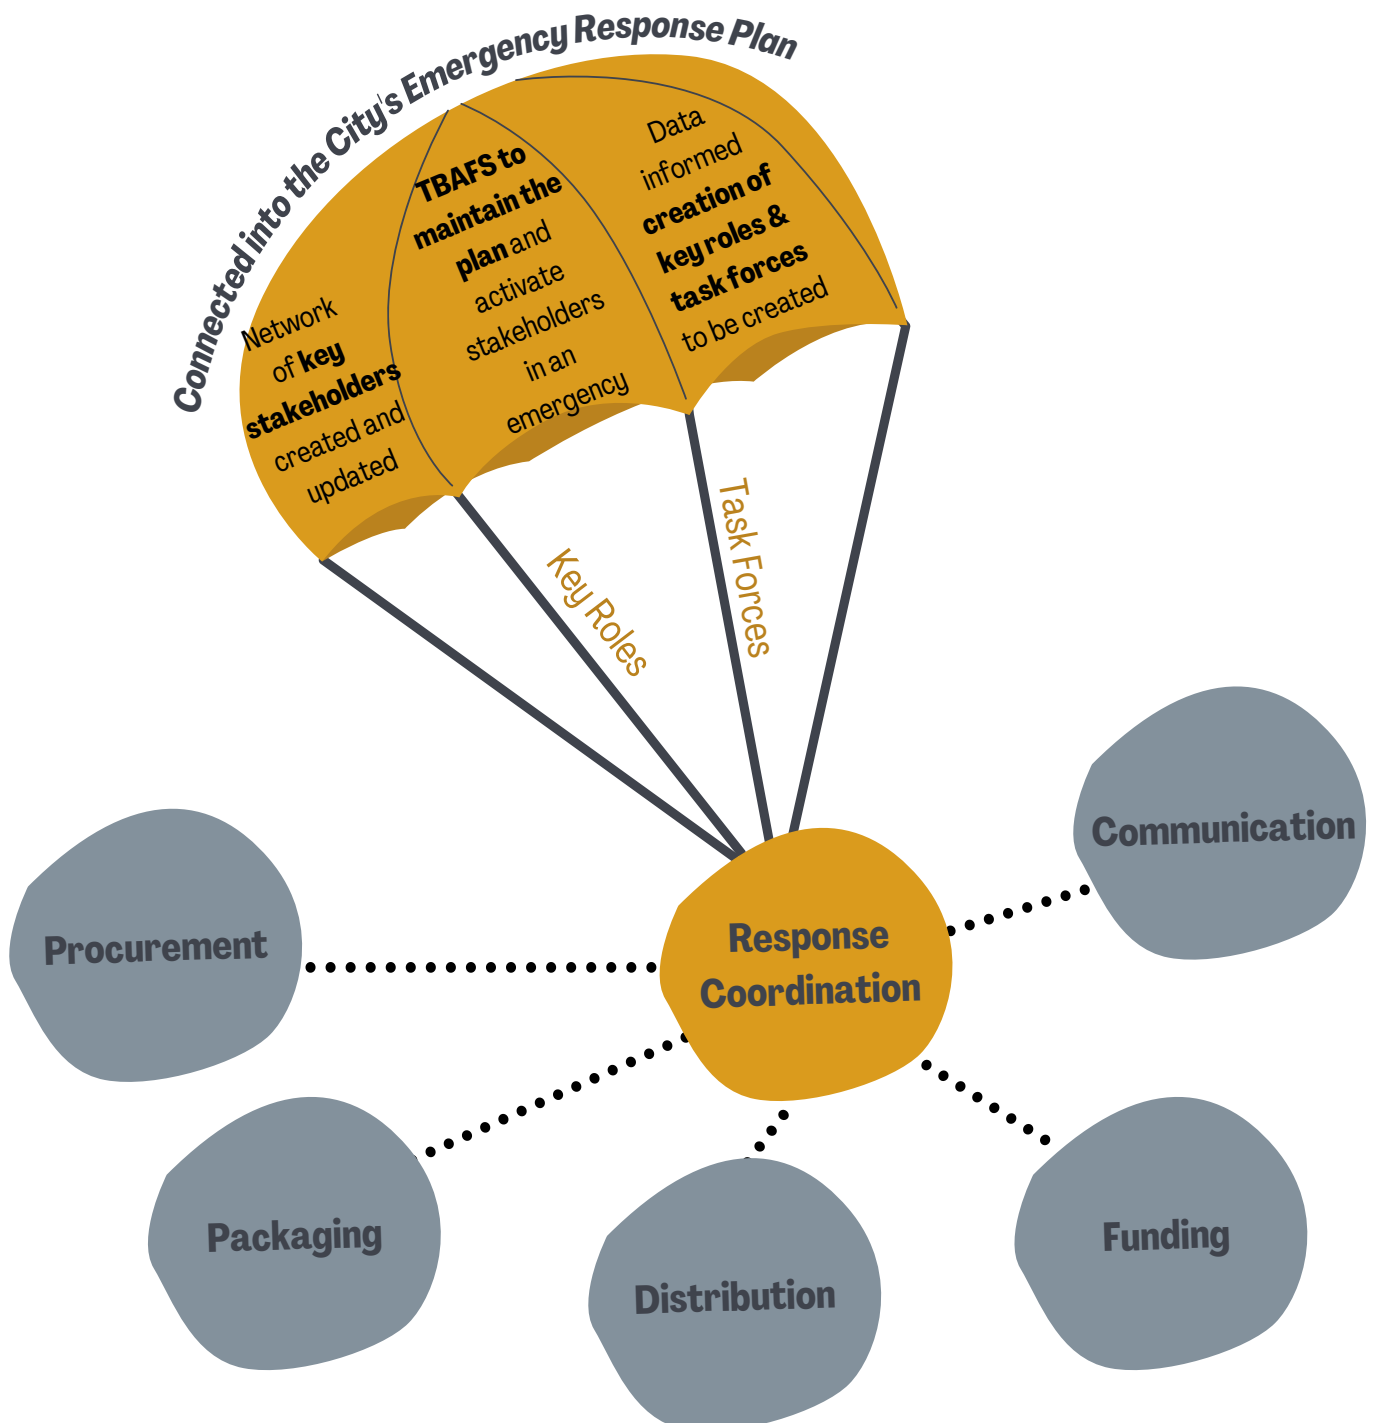 Connected into the City's Emergency Response Plan
Network
of key
stakeholders
created and
updated
TBAFS to
maintain the
plan and
activate
stakeholders
in an
emergency
Data
informed
creation of
key roles &
task forces
to be created
Key Roles
Task Forces
Response
Coordination
Communication
Procurement
Packaging
Distribution
Funding